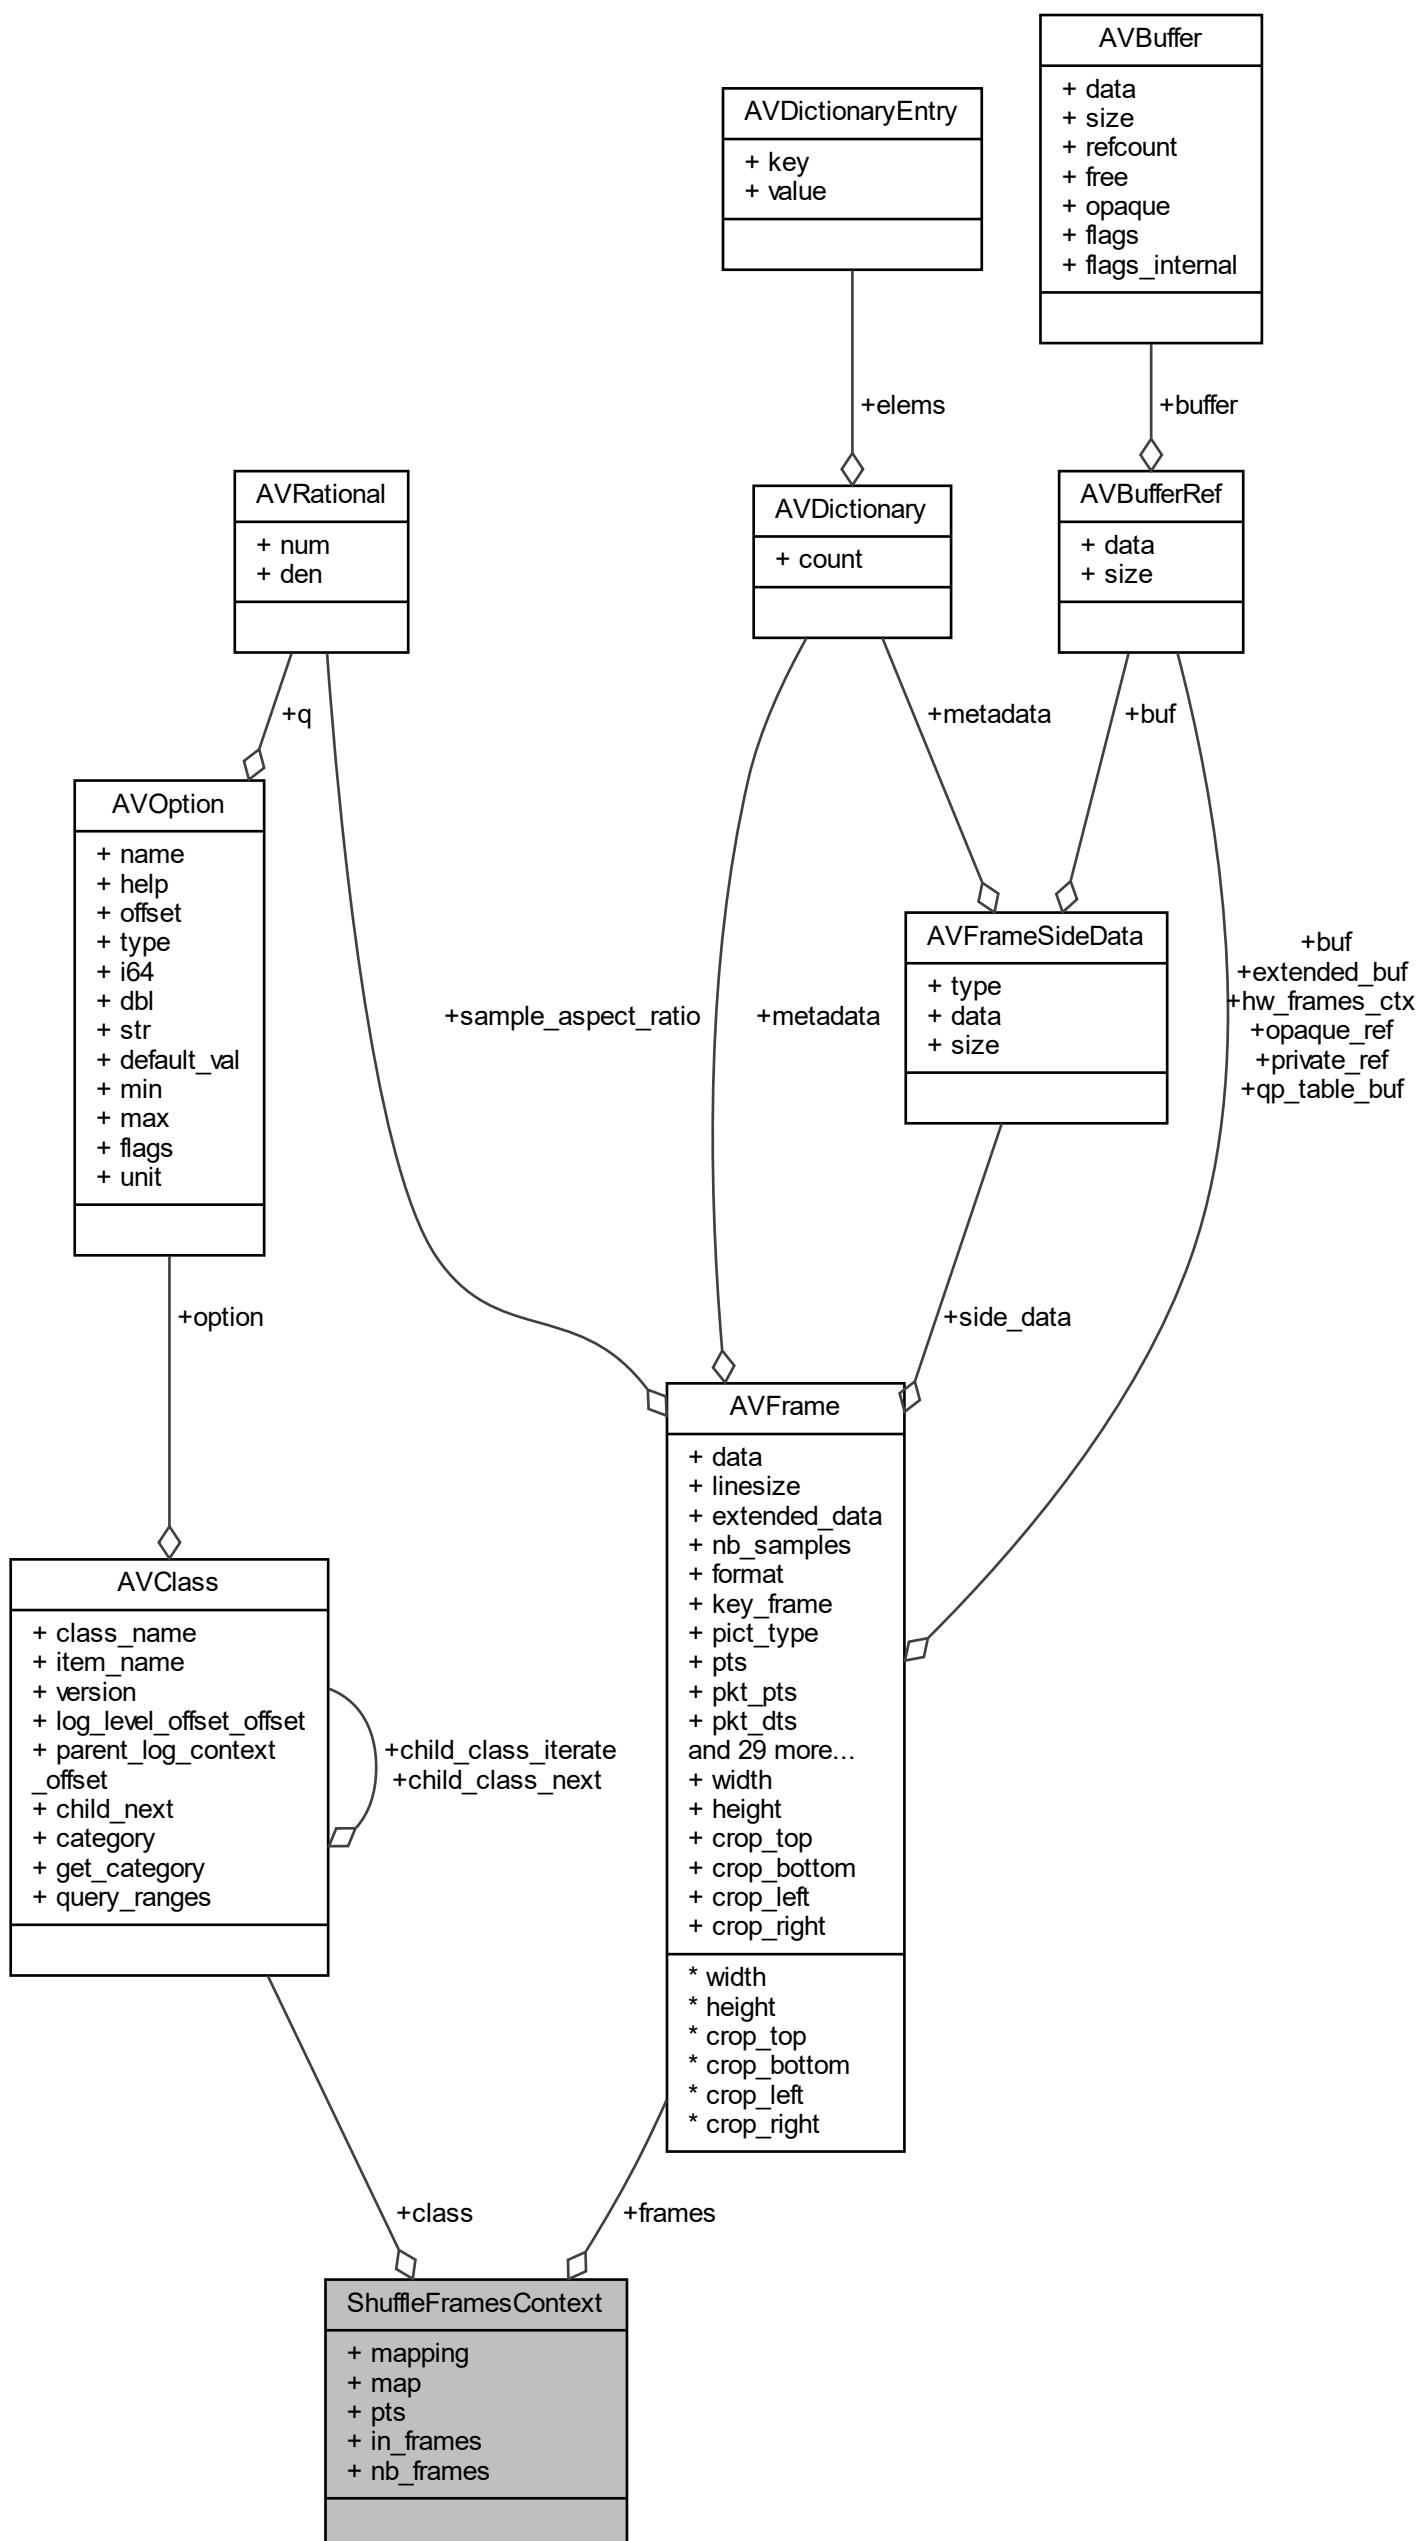 AVBuffer
+ data
+ size
+ refcount
+ free
+ opaque
+ flags
+ flags_internal
AVDictionaryEntry
+ key
+ value
+elems
+buffer
AVRational
+ num
+ den
AVDictionary
+ count
AVBufferRef
+ data
+ size
+q
+metadata
+buf
AVOption
+ name
+ help
+ offset
+ type
+ i64
+ dbl
+ str
+ default_val
+ min
+ max
+ flags
+ unit
+sample_aspect_ratio
+metadata
AVFrameSideData
+ type
+ data
+ size
+buf
+extended_buf
+hw_frames_ctx
+opaque_ref
+private_ref
+qp_table_buf
+option
+side_data
AVFrame
+ data
+ linesize
+ extended_data
+ nb_samples
+ format
+ key_frame
+ pict_type
+ pts
+ pkt_pts
+ pkt_dts
and 29 more...
+ width
+ height
+ crop_top
+ crop_bottom
+ crop_left
+ crop_right
* width
* height
* crop_top
* crop_bottom
* crop_left
* crop_right
AVClass
+ class_name
+ item_name
+ version
+ log_level_offset_offset
+ parent_log_context
_offset
+ child_next
+ category
+ get_category
+ query_ranges
+child_class_iterate
+child_class_next
+class
+frames
ShuffleFramesContext
+ mapping
+ map
+ pts
+ in_frames
+ nb_frames